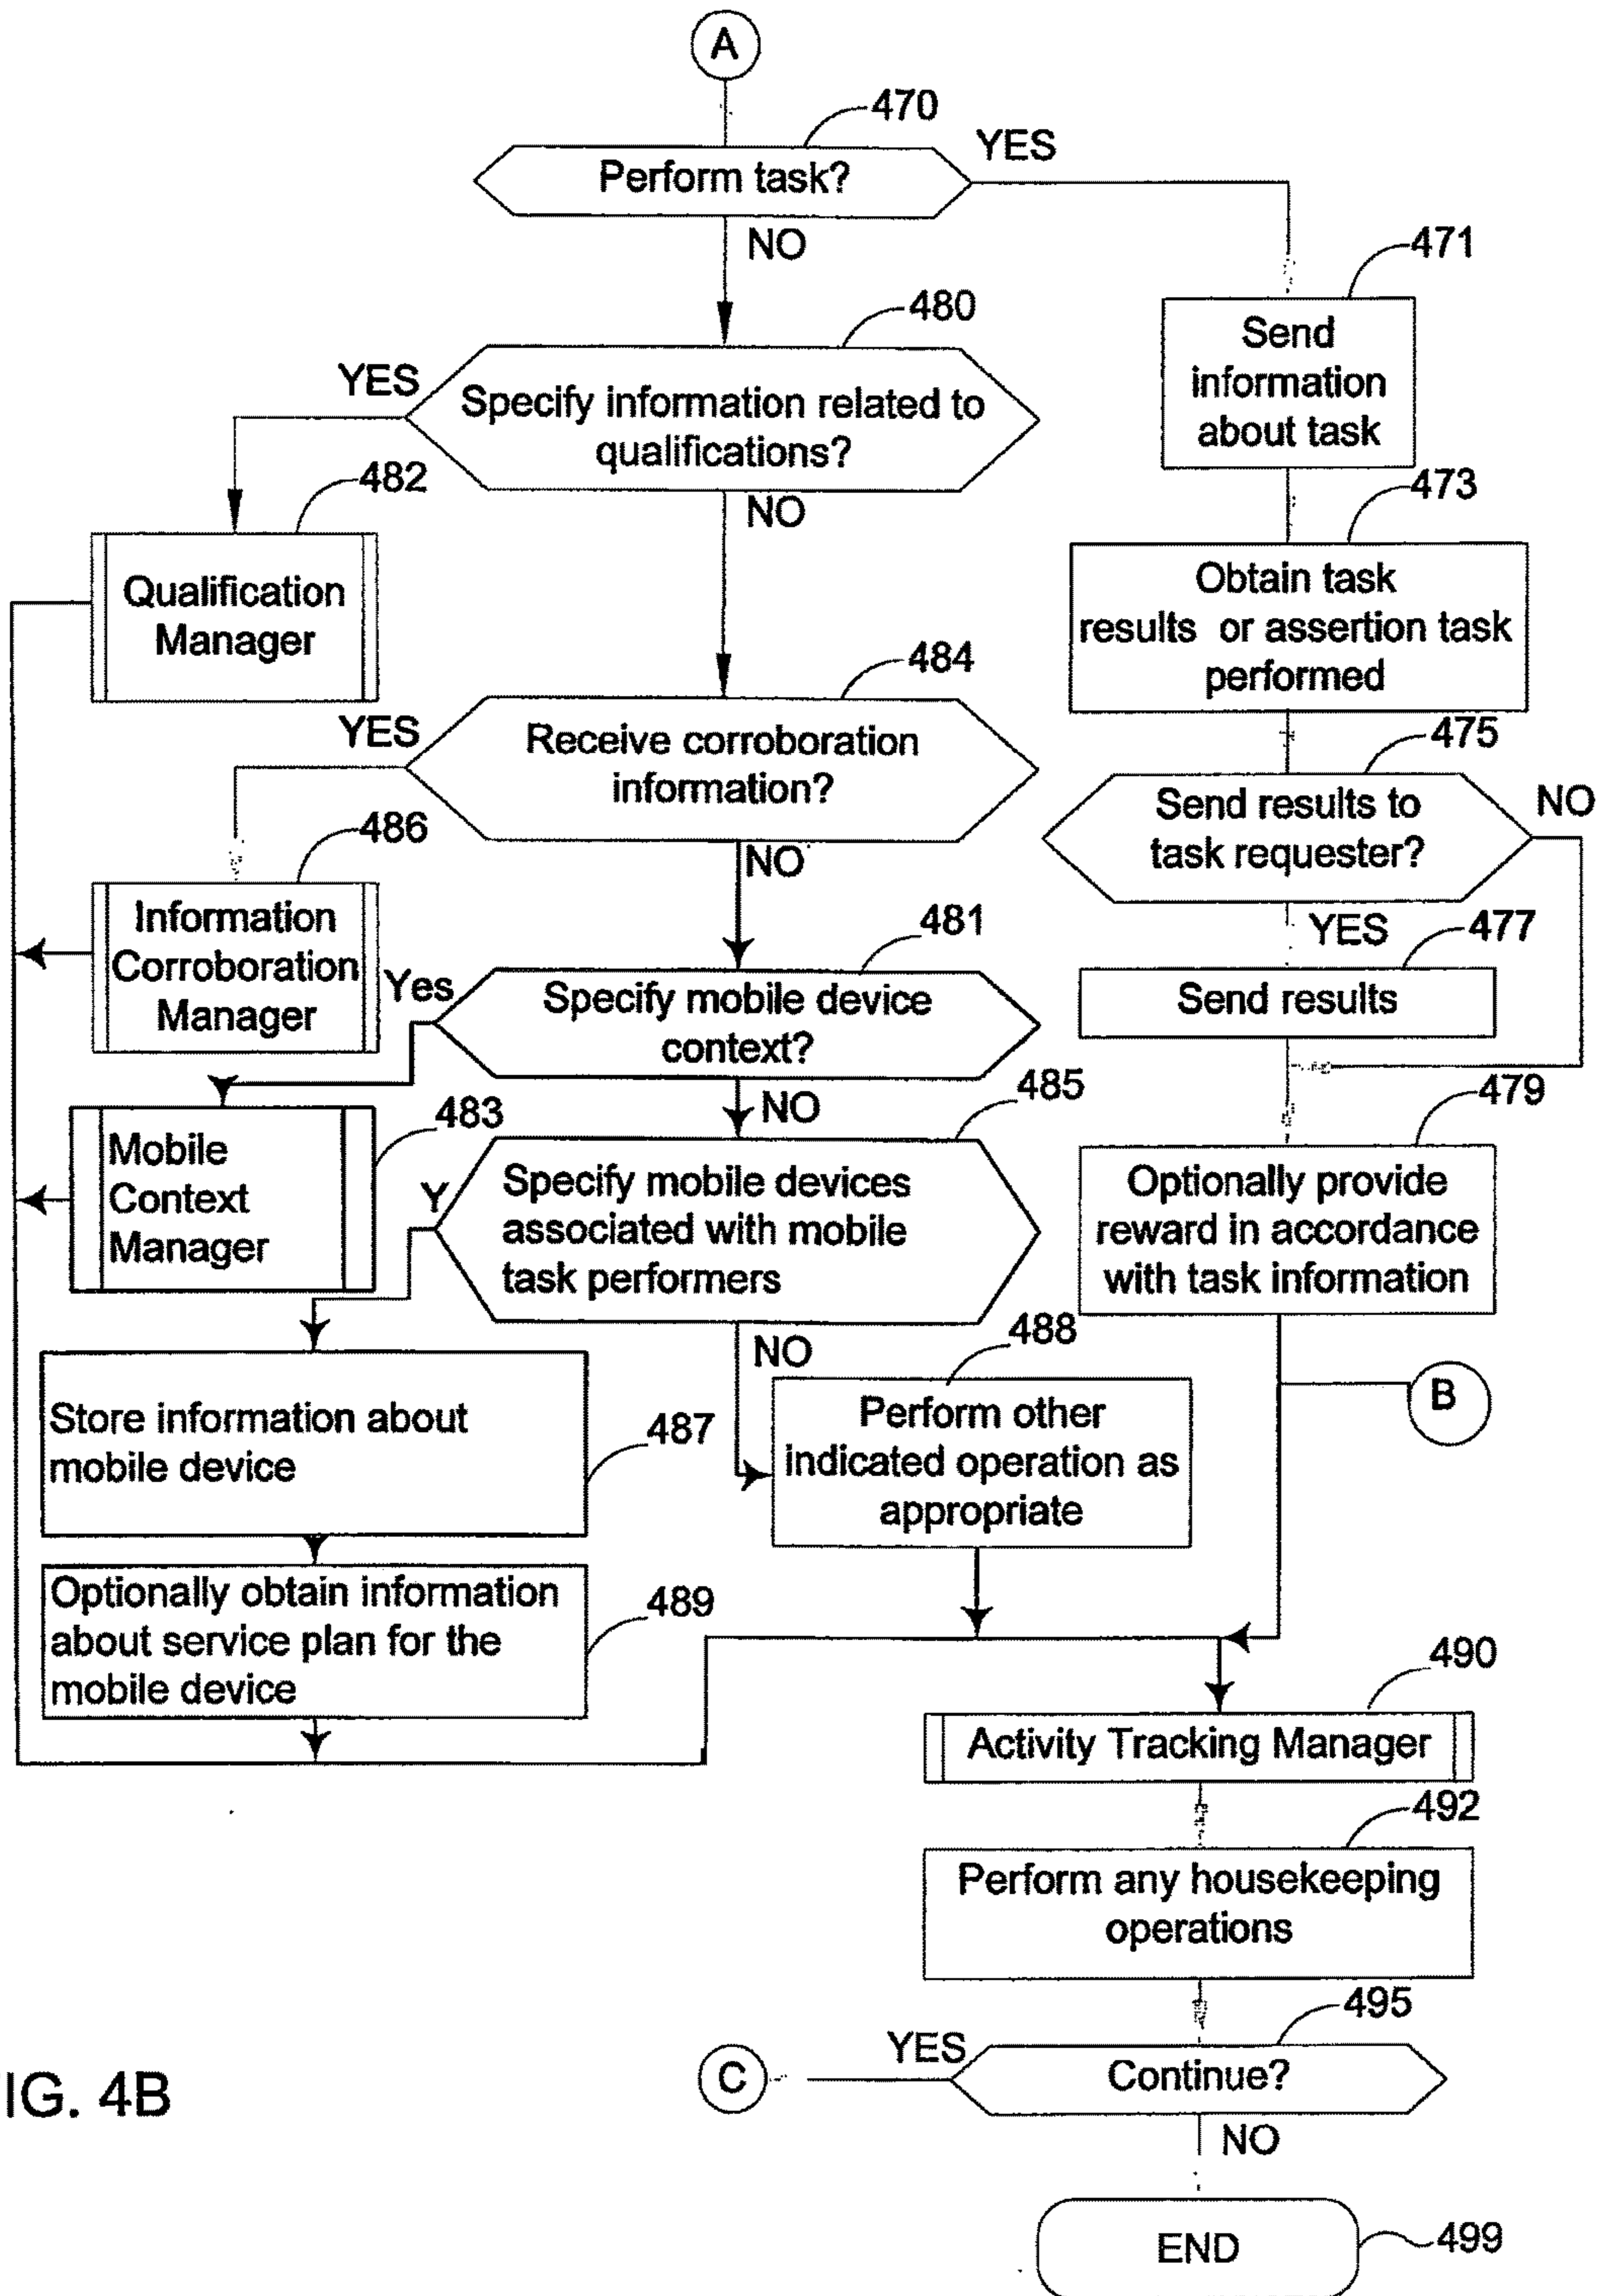 A
470
YES
Perform task?
NO
471
Send
information
about task
480
YES
Specify information related to
qualifications?
NO
482
Qualification
Manager
473
Obtain task
results or assertion task
performed
484
YES
Receive corroboration
information?
NO
475
Send results to
task requester?
NO
YES
486
Information
Corroboration
Manager
481
Yes
Specify mobile device
context?
NO
477
Send results
483
Mobile
Context
Manager
485
Y
Specify mobile devices
associated with mobile
task performers
NO
479
Optionally provide
reward in accordance
with task information
B
488
Perform other
indicated operation as
appropriate
487
Store information about
mobile device
489
Optionally obtain information
about service plan for the
mobile device
490
Activity Tracking Manager
492
Perform any housekeeping
operations
495
C
YES
Continue?
NO
IG. 4B
END
499